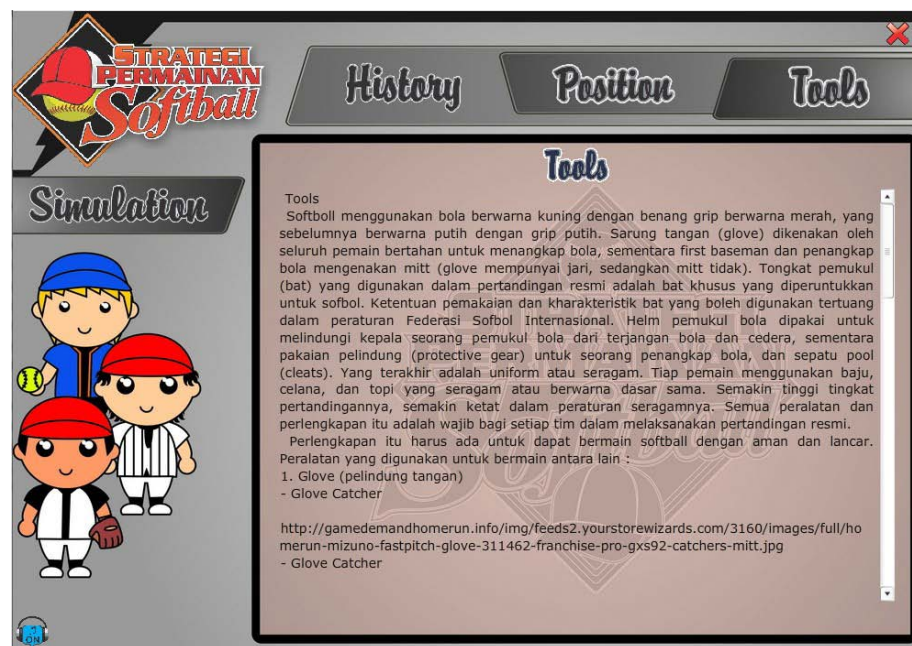 STRATEGI
PERMAINAN
Softball
History
Position
Tools
Simulation
Tools
Tools
Softboll menggunakan bola berwarna kuning dengan benang grip berwarna merah, yang
sebelumnya berwarna putih dengan grip putih. Sarung tangan (glove) dikenakan oleh
seluruh pemain bertahan untuk menangkap bola, sementara first baseman dan penangkap
bola mengenakan mitt (glove mempunyai jari, sedangkan mitt tidak). Tongkat pemukul
(bat) yang digunakan dalam pertandingan resmi adalah bat khusus yang diperuntukkan
untuk sofbol. Ketentuan pemakaian dan kharakteristik bat yang boleh digunakan tertuang
dalam peraturan Federasi Sofbol Internasional. Helm pemukul bola dipakai untuk
melindungi kepala seorang pemukul bola dari terjangan bola dan cedera, sementara
pakaian pelindung (protective gear) untuk seorang penangkap bola, dan sepatu pool
(cleats). Yang terakhir adalah uniform atau seragam. Tiap pemain menggunakan baju,
celana, dan topi yang seragam atau berwarna dasar sama. Semakin tinggi tingkat
pertandingannya, semakin ketat dalam peraturan seragamnya. Semua peralatan dan
perlengkapan itu adalah wajib bagi setiap tim dalam melaksanakan pertandingan resmi.
Perlengkapan itu harus ada untuk dapat bermain softball dengan aman dan lancar.
Peralatan yang digunakan untuk bermain antara lain :
1. Glove (pelindung tangan)
- Glove Catcher
http://gamedemandhomerun.info/img/feeds2.yourstorewizards.com/3160/images/full/ho
merun-mizuno-fastpitch-glove-311462-franchise-pro-gxs92-catchers-mitt.jpg
- Glove Catcher
STRATEGI
PERMAINAN
Softball
ON